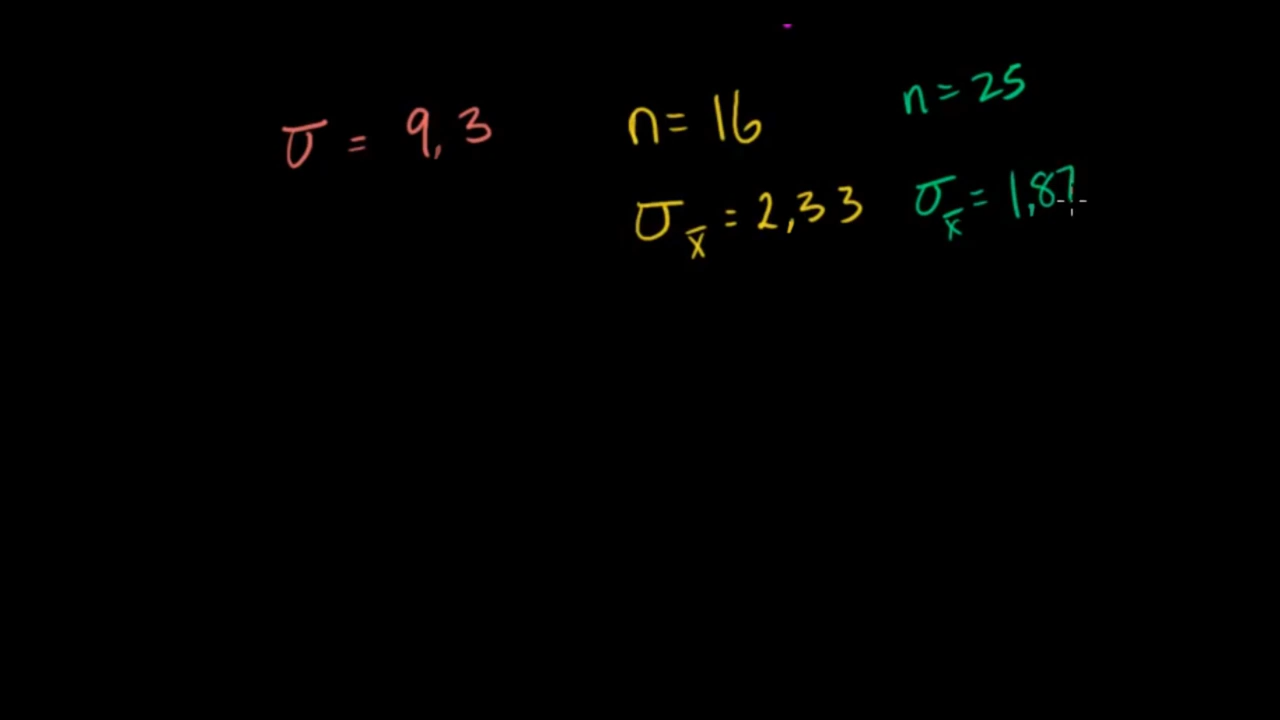 σ = 9,3
n = 16
σx̄ = 2,33
n = 25
σx̄ = 1,87